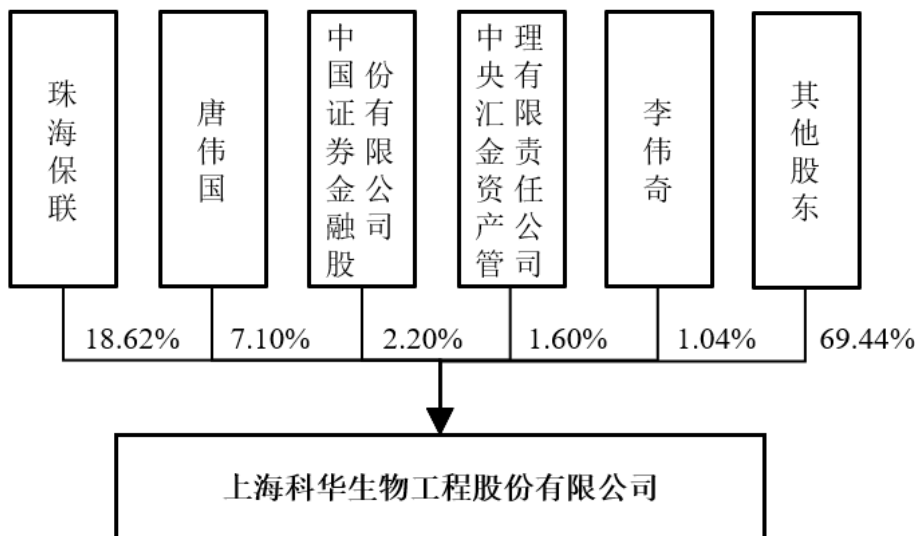 珠海保联
唐伟国
中国证券金融股
份有限公司
中央汇金资产管
理有限责任公司
李伟奇
其他股东
18.62%
7.10%
2.20%
1.60%
1.04%
69.44%
上海科华生物工程股份有限公司